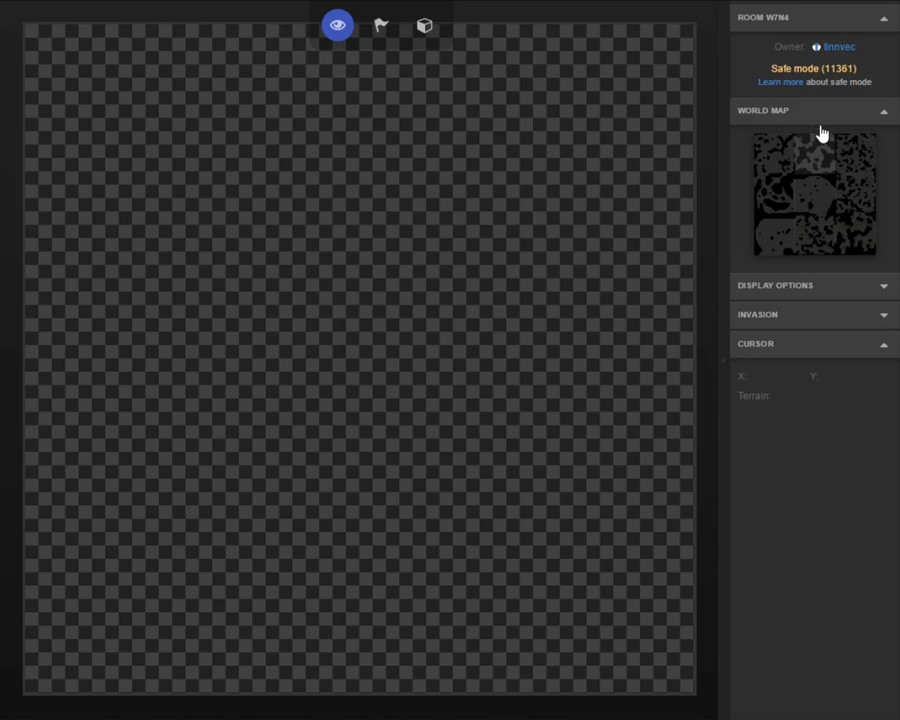 ROOM W7N4
Owner: tinnvec
Safe mode (11361)
Learn more about safe mode
WORLD MAP
DISPLAY OPTIONS
INVASION
CURSOR
X: Y:
Terrain: